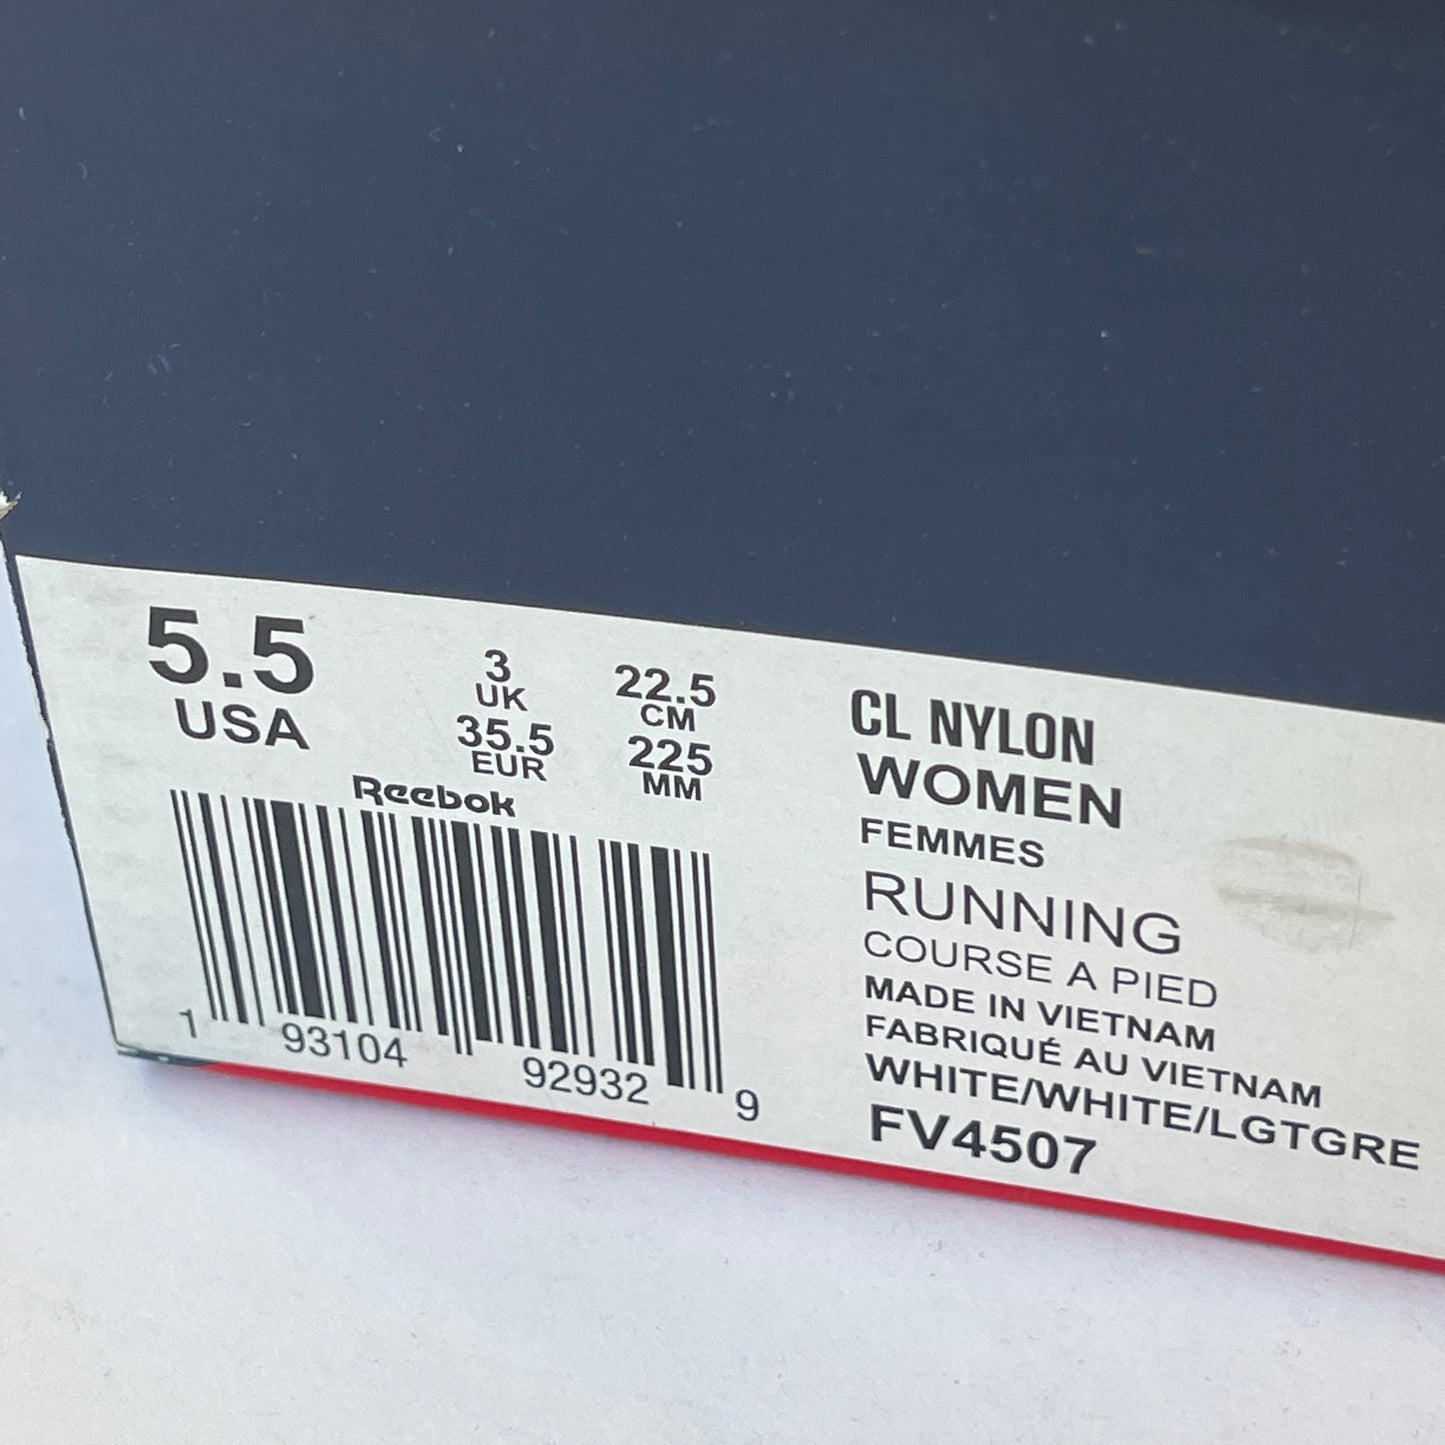 5.5
USA
3
UK
35.5
EUR
22.5
CM
225
MM
Reebok
1 93104 92932 9
CL NYLON
WOMEN
FEMMES
RUNNING
COURSE A PIED
MADE IN VIETNAM
FABRIQUÉ AU VIETNAM
WHITE/WHITE/LGTGRE
FV4507